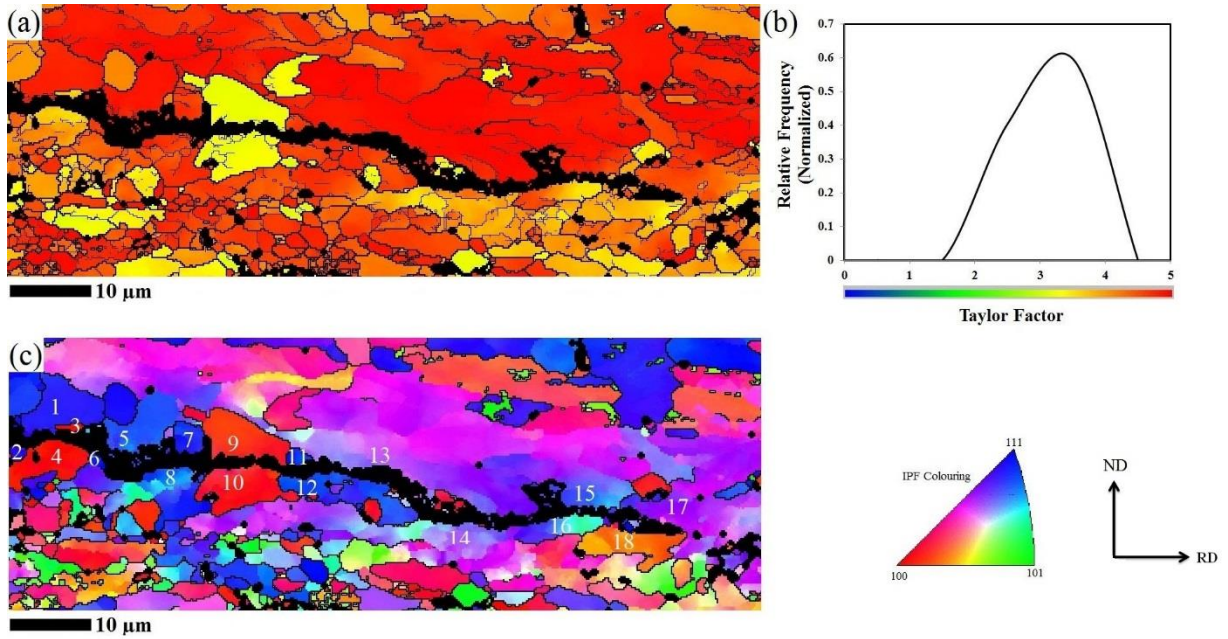 (a)
10 µm
(b)
0.7
0.6
0.5
0.4
0.3
0.2
0.1
0
Relative Frequency
(Normalized)
0 1 2 3 4 5
Taylor Factor
(c)
1
2
3
4
5
6
7
8
9
10
11
12
13
14
15
16
17
18
10 µm
111
IPF Colouring
100
101
ND
RD